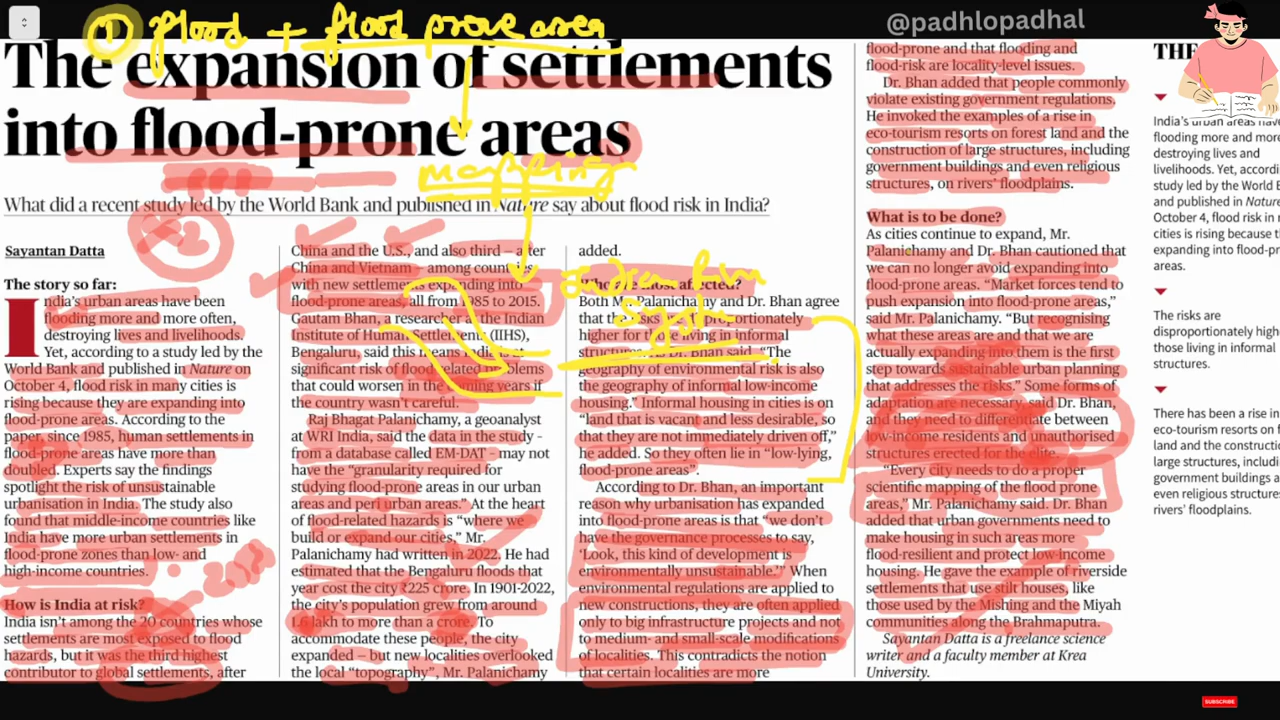 ① flood + flood prove area
@padhlopadhal
The expansion of settlements
into flood-prone areas
mapping
What did a recent study led by the World Bank and published in Nature say about flood risk in India?
Sayantan Datta
The story so far:
India's urban areas have been
flooding more and more often,
destroying lives and livelihoods.
Yet, according to a study led by the
World Bank and published in Nature on
October 4, flood risk in many cities is
rising because they are expanding into
flood-prone areas. According to the
paper, since 1985, human settlements in
flood-prone areas have more than
doubled. Experts say the findings
spotlight the risk of unsustainable
urbanisation in India. The study also
found that middle-income countries like
India have more urban settlements in
flood-prone zones than low- and
high-income countries.
How is India at risk?
India isn't among the 20 countries whose
settlements are most exposed to flood
hazards, but it was the third highest
contributor to global settlements, after
China and the U.S., and also third – after
China and Vietnam – among countries
with new settlements expanding into
flood-prone areas, all from 1985 to 2015.
Gautam Bhan, a researcher at the Indian
Institute of Human Settlement (IIHS),
Bengaluru, said this means India is at
significant risk of flood-related problems
that could worsen in the coming years if
the country wasn't careful.
Raj Bhagat Palanichamy, a geoanalyst
at WRI India, said the data in the study –
from a database called EM-DAT – may not
have the "granularity required for
studying flood-prone areas in our urban
areas and peri urban areas." At the heart
of flood-related hazards is "where we
build or expand our cities," Mr.
Palanichamy had written in 2022. He had
estimated that the Bengaluru floods that
year cost the city ₹225 crore. In 1901-2022,
the city's population grew from around
1.6 lakh to more than a crore. To
accommodate these people, the city
expanded – but new localities overlooked
the local "topography", Mr. Palanichamy
added.
most affected?
Both Mr. Palanichamy and Dr. Bhan agree
that the risks are disproportionately
higher for those living in informal
structures. As Dr. Bhan said, "The
geography of environmental risk is also
the geography of informal low-income
housing." Informal housing in cities is on
"land that is vacant and less desirable, so
that they are not immediately driven off,"
he added. So they often lie in "low-lying,
flood-prone areas".
According to Dr. Bhan, an important
reason why urbanisation has expanded
into flood-prone areas is that "we don't
have the governance processes to say,
'Look, this kind of development is
environmentally unsustainable.'" When
environmental regulations are applied to
new constructions, they are often applied
only to big infrastructure projects and not
to medium- and small-scale modifications
of localities. This contradicts the notion
that certain localities are more
flood-prone and that flooding and
flood-risk are locality-level issues.
Dr. Bhan added that people commonly
violate existing government regulations.
He invoked the examples of a rise in
eco-tourism resorts on forest land and the
construction of large structures, including
government buildings and even religious
structures, on rivers' floodplains.
What is to be done?
As cities continue to expand, Mr.
Palanichamy and Dr. Bhan cautioned that
we can no longer avoid expanding into
flood-prone areas. "Market forces tend to
push expansion into flood-prone areas,"
said Mr. Palanichamy. "But recognising
what these areas are and that we are
actually expanding into them is the first
step towards sustainable urban planning
that addresses the risks." Some forms of
adaptation are necessary, said Dr. Bhan,
and they need to differentiate between
low-income residents and unauthorised
structures erected for the elite.
"Every city needs to do a proper
scientific mapping of the flood prone
areas," Mr. Palanichamy said. Dr. Bhan
added that urban governments need to
make housing in such areas more
flood-resilient and protect low-income
housing. He gave the example of riverside
settlements that use stilt houses, like
those used by the Mishing and the Miyah
communities along the Brahmaputra.
Sayantan Datta is a freelance science
writer and a faculty member at Krea
University.
THE
India's urban areas have
flooding more and more
destroying lives and
livelihoods. Yet, accordi
study led by the World B
and published in Nature
October 4, flood risk in
cities is rising because th
expanding into flood-p
areas.
The risks are
disproportionately high
those living in informal
structures.
There has been a rise in
eco-tourism resorts on f
land and the constructio
large structures, includi
government buildings a
even religious structures
rivers' floodplains.
SUBSCRIBE